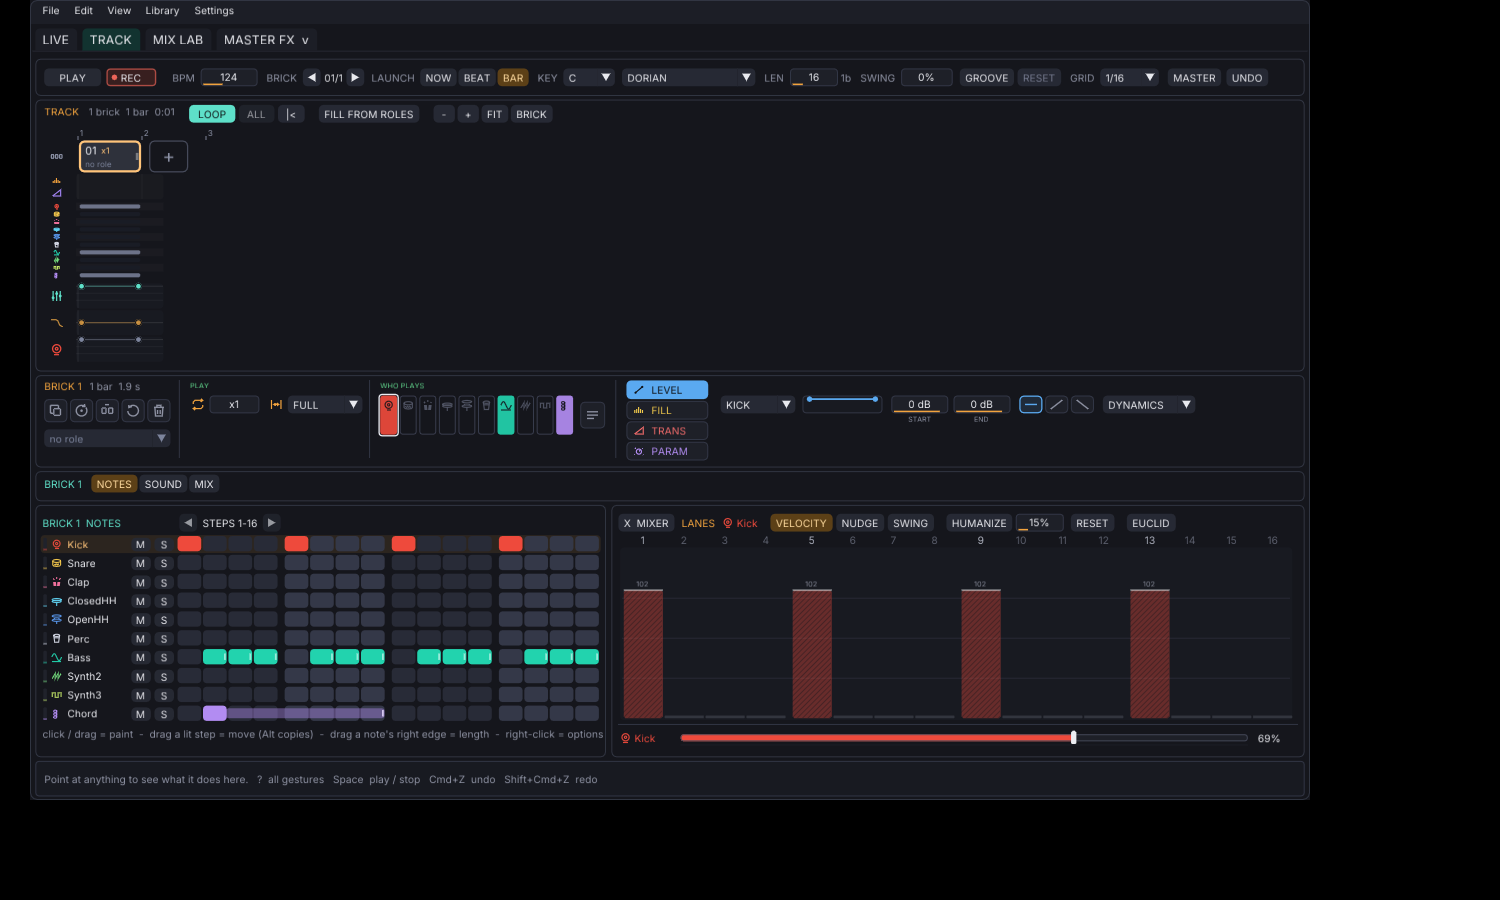 File Edit View Library Settings
LIVE TRACK MIX LAB MASTER FX v
PLAY REC BPM 124 BRICK 01/1 LAUNCH NOW BEAT BAR KEY C DORIAN LEN 16 1b SWING 0% GROOVE RESET GRID 1/16 MASTER UNDO
TRACK 1 brick 1 bar 0:01 LOOP ALL |< FILL FROM ROLES - + FIT BRICK
1 2 3
01 x1 +
no role
BRICK 1 1 bar 1.9 s PLAY WHO PLAYS LEVEL
x1 FULL KICK 0 dB 0 dB DYNAMICS
FILL START END
TRANS
no role PARAM
BRICK 1 NOTES SOUND MIX
BRICK 1 NOTES STEPS 1-16
Kick M S
Snare M S
Clap M S
ClosedHH M S
OpenHH M S
Perc M S
Bass M S
Synth2 M S
Synth3 M S
Chord M S
click / drag = paint - drag a lit step = move (Alt copies) - drag a note's right edge = length - right-click = options
X MIXER LANES Kick VELOCITY NUDGE SWING HUMANIZE 15% RESET EUCLID
1 2 3 4 5 6 7 8 9 10 11 12 13 14 15 16
102 102 102 102
Kick 69%
Point at anything to see what it does here. ? all gestures Space play / stop Cmd+Z undo Shift+Cmd+Z redo